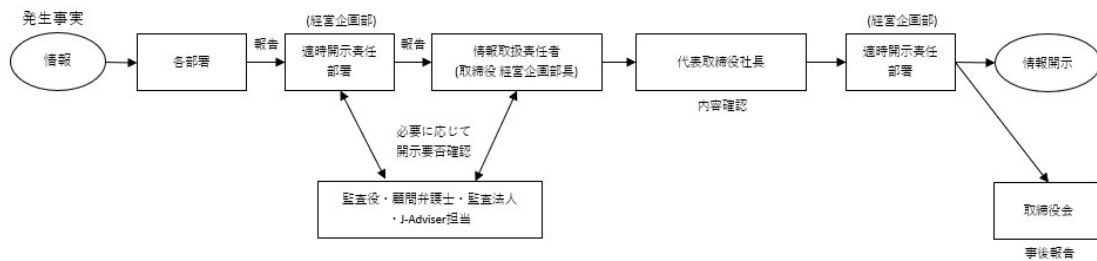 発生事実
情報
各部署
報告
(経営企画部)
適時開示責任
部署
報告
情報取扱責任者
(取締役 経営企画部長)
代表取締役社長
内容確認
(経営企画部)
適時開示責任
部署
情報開示
必要に応じて
開示要否確認
監査役・顧問弁護士・監査法人
・J-Adviser担当
取締役会
事後報告